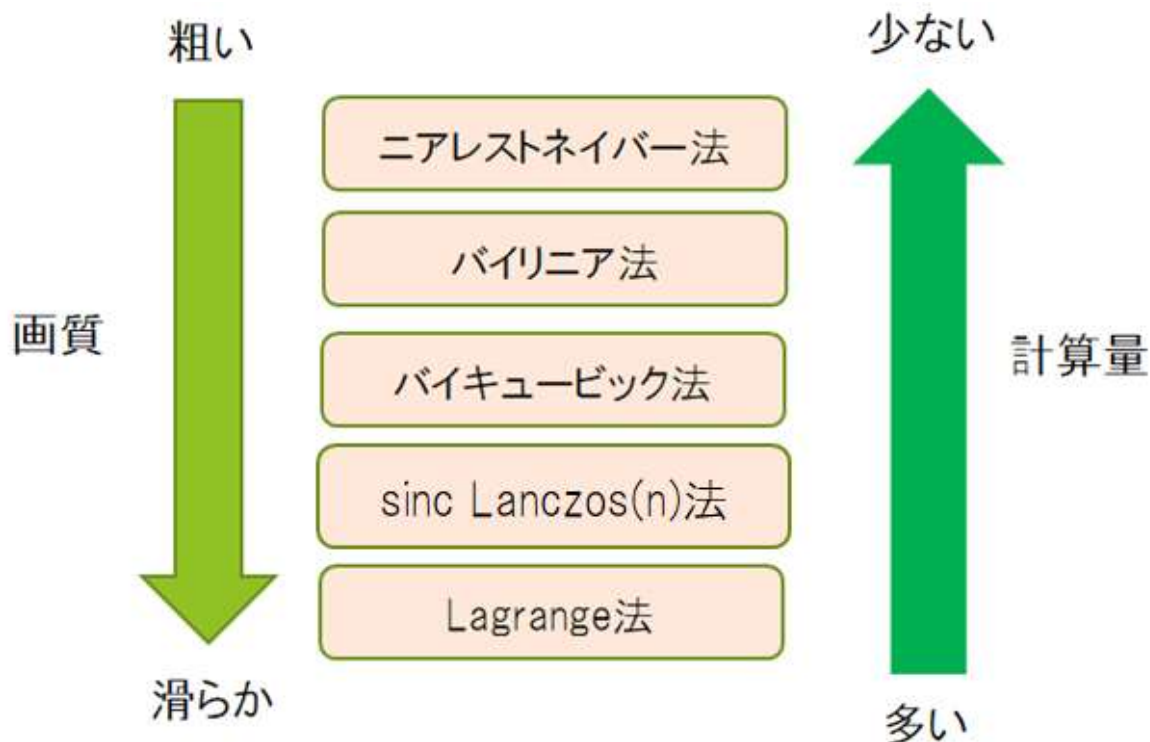 粗い
少ない
ニアレストネイバー法
バイリニア法
画質
バイキュービック法
計算量
sinc Lanczos(n)法
Lagrange法
滑らか
多い